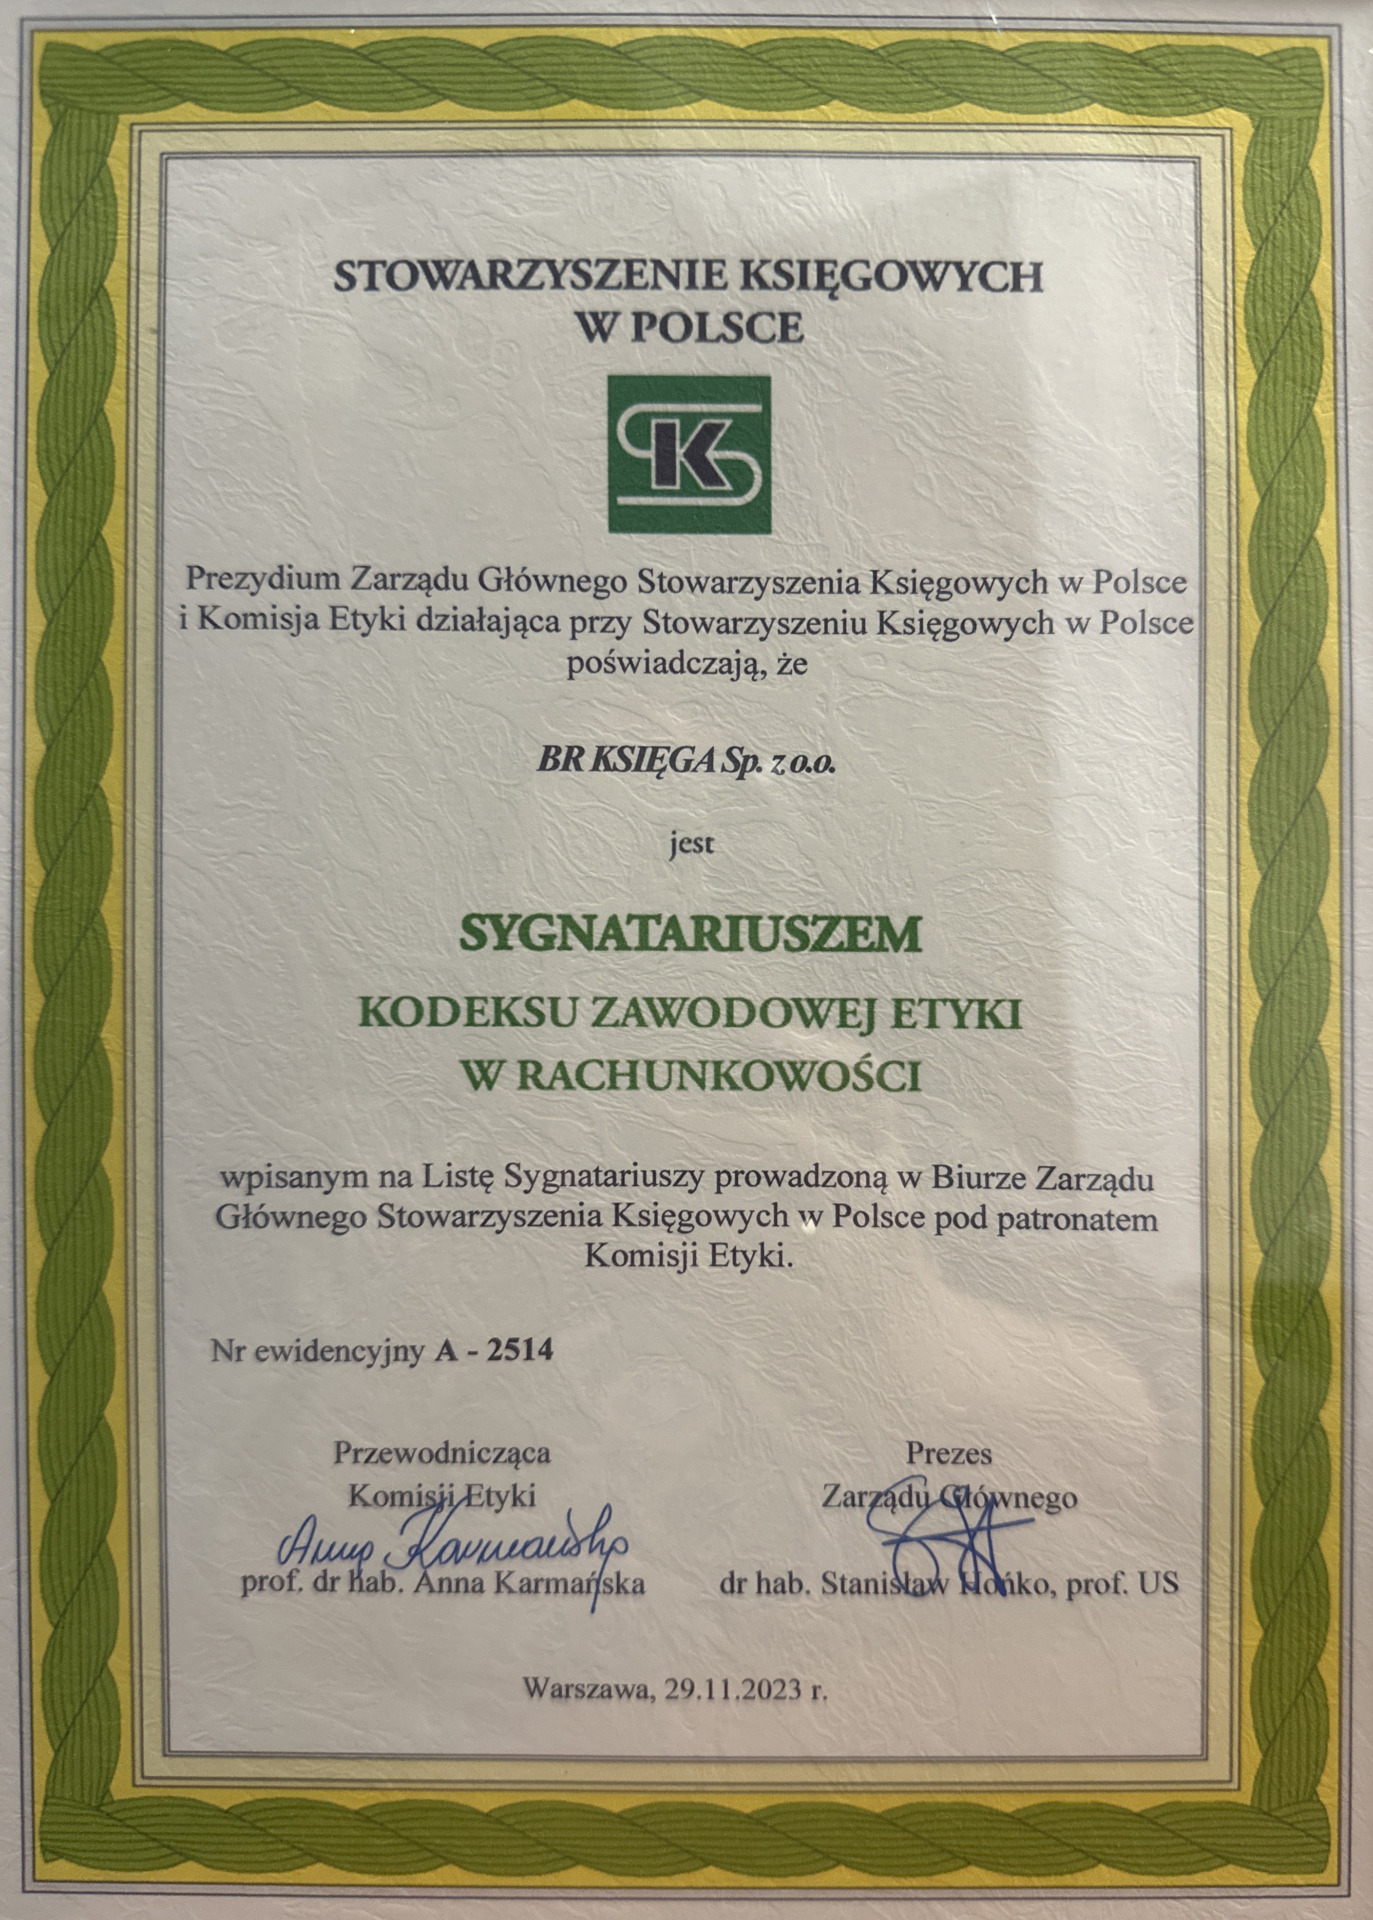 STOWARZYSZENIE KSIĘGOWYCH
W POLSCE
SK
Prezydium Zarządu Głównego Stowarzyszenia Księgowych w Polsce
i Komisja Etyki działająca przy Stowarzyszeniu Księgowych w Polsce
poświadczają, że
BR KSIĘGA Sp. z o.o.
jest
SYGNATARIUSZEM
KODEKSU ZAWODOWEJ ETYKI
W RACHUNKOWOŚCI
wpisanym na Listę Sygnatariuszy prowadzoną w Biurze Zarządu
Głównego Stowarzyszenia Księgowych w Polsce pod patronatem
Komisji Etyki.
Nr ewidencyjny A - 2514
Przewodnicząca
Komisji Etyki
Anna Karmańska
prof. dr hab. Anna Karmańska
Prezes
Zarządu Głównego
dr hab. Stanisław Hońko, prof. US
Warszawa, 29.11.2023 r.